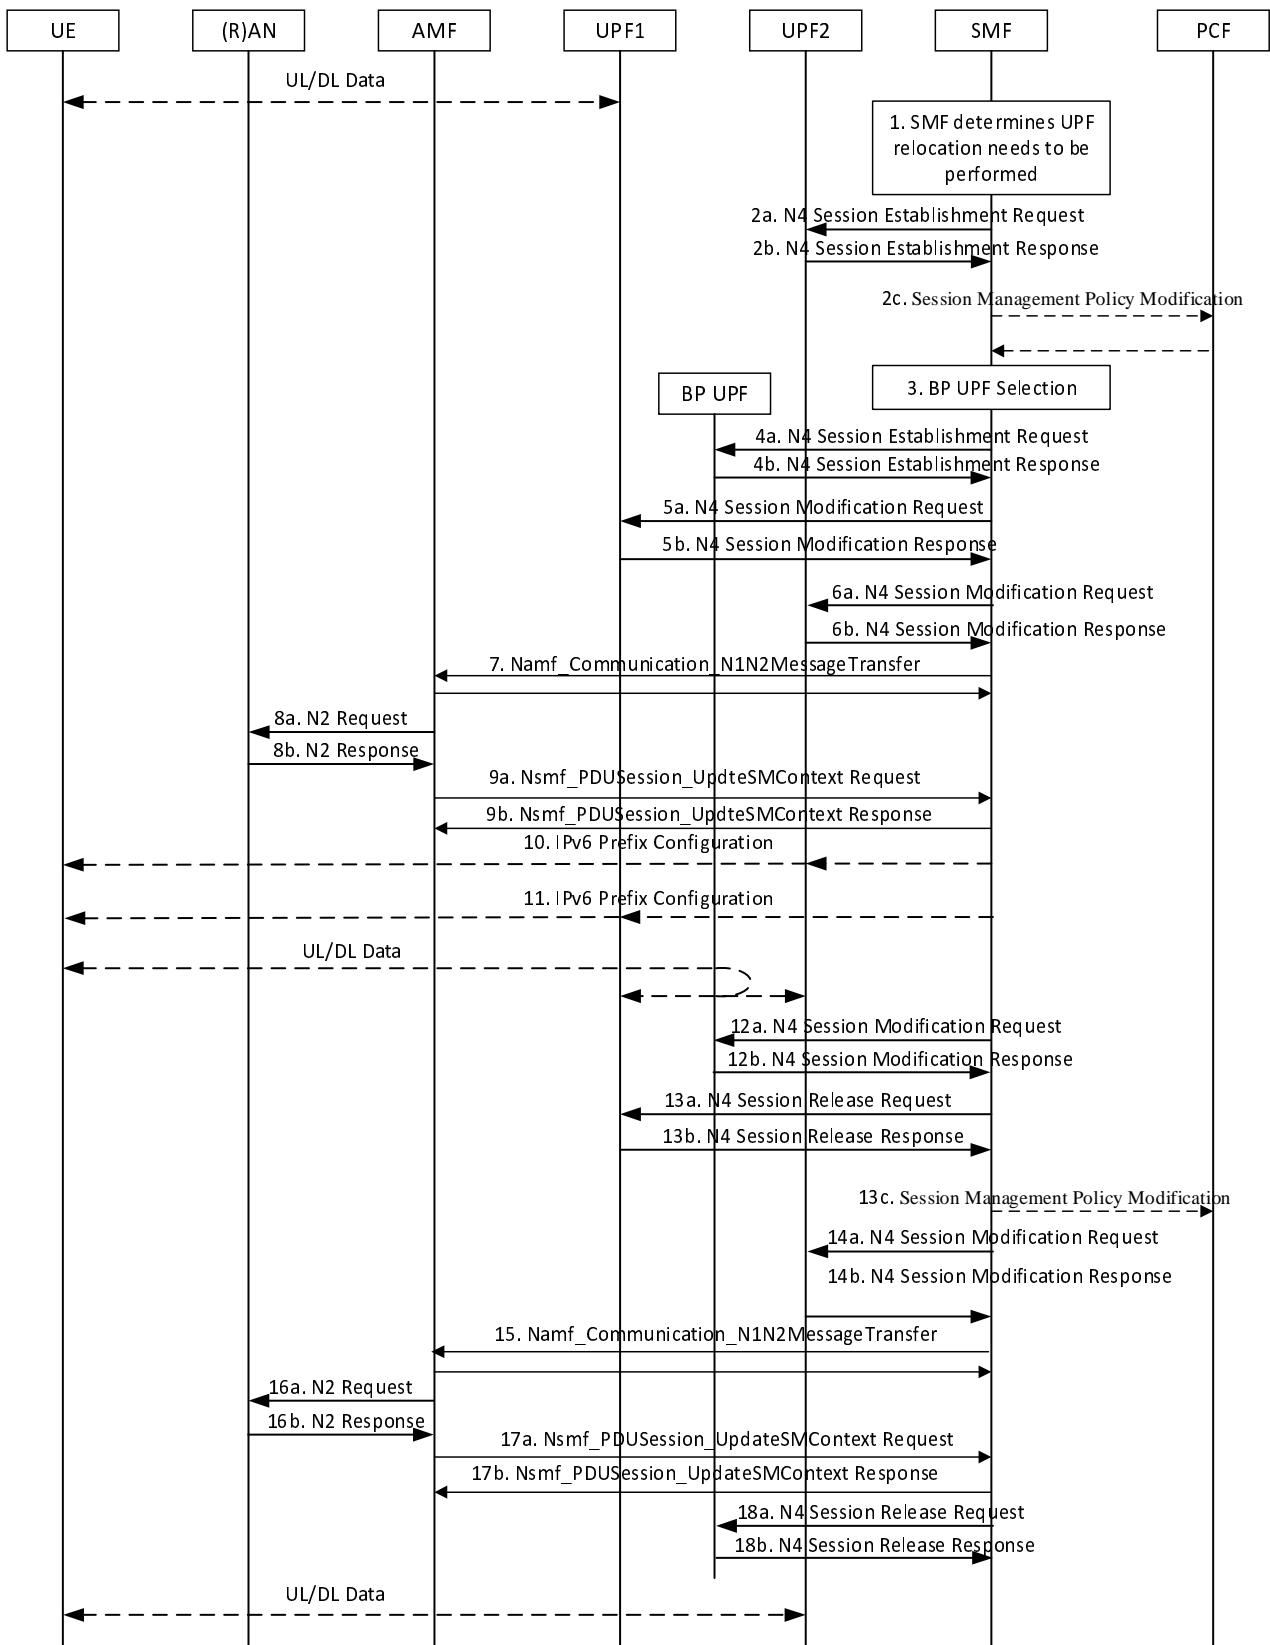 UE (R)AN AMF UPF1 UPF2 SMF PCF
UL/DL Data
1. SMF determines UPF
relocation needs to be
performed
2a. N4 Session Establishment Request
2b. N4 Session Establishment Response
2c. Session Management Policy Modification
BP UPF
3. BP UPF Selection
4a. N4 Session Establishment Request
4b. N4 Session Establishment Response
5a. N4 Session Modification Request
5b. N4 Session Modification Response
6a. N4 Session Modification Request
6b. N4 Session Modification Response
7. Namf_Communication_N1N2MessageTransfer
8a. N2 Request
8b. N2 Response
9a. Nsmf_PDUSession_UpdteSMContext Request
9b. Nsmf_PDUSession_UpdteSMContext Response
10. IPv6 Prefix Configuration
11. IPv6 Prefix Configuration
UL/DL Data
12a. N4 Session Modification Request
12b. N4 Session Modification Response
13a. N4 Session Release Request
13b. N4 Session Release Response
13c. Session Management Policy Modification
14a. N4 Session Modification Request
14b. N4 Session Modification Response
15. Namf_Communication_N1N2MessageTransfer
16a. N2 Request
16b. N2 Response
17a. Nsmf_PDUSession_UpdateSMContext Request
17b. Nsmf_PDUSession_UpdateSMContext Response
18a. N4 Session Release Request
18b. N4 Session Release Response
UL/DL Data